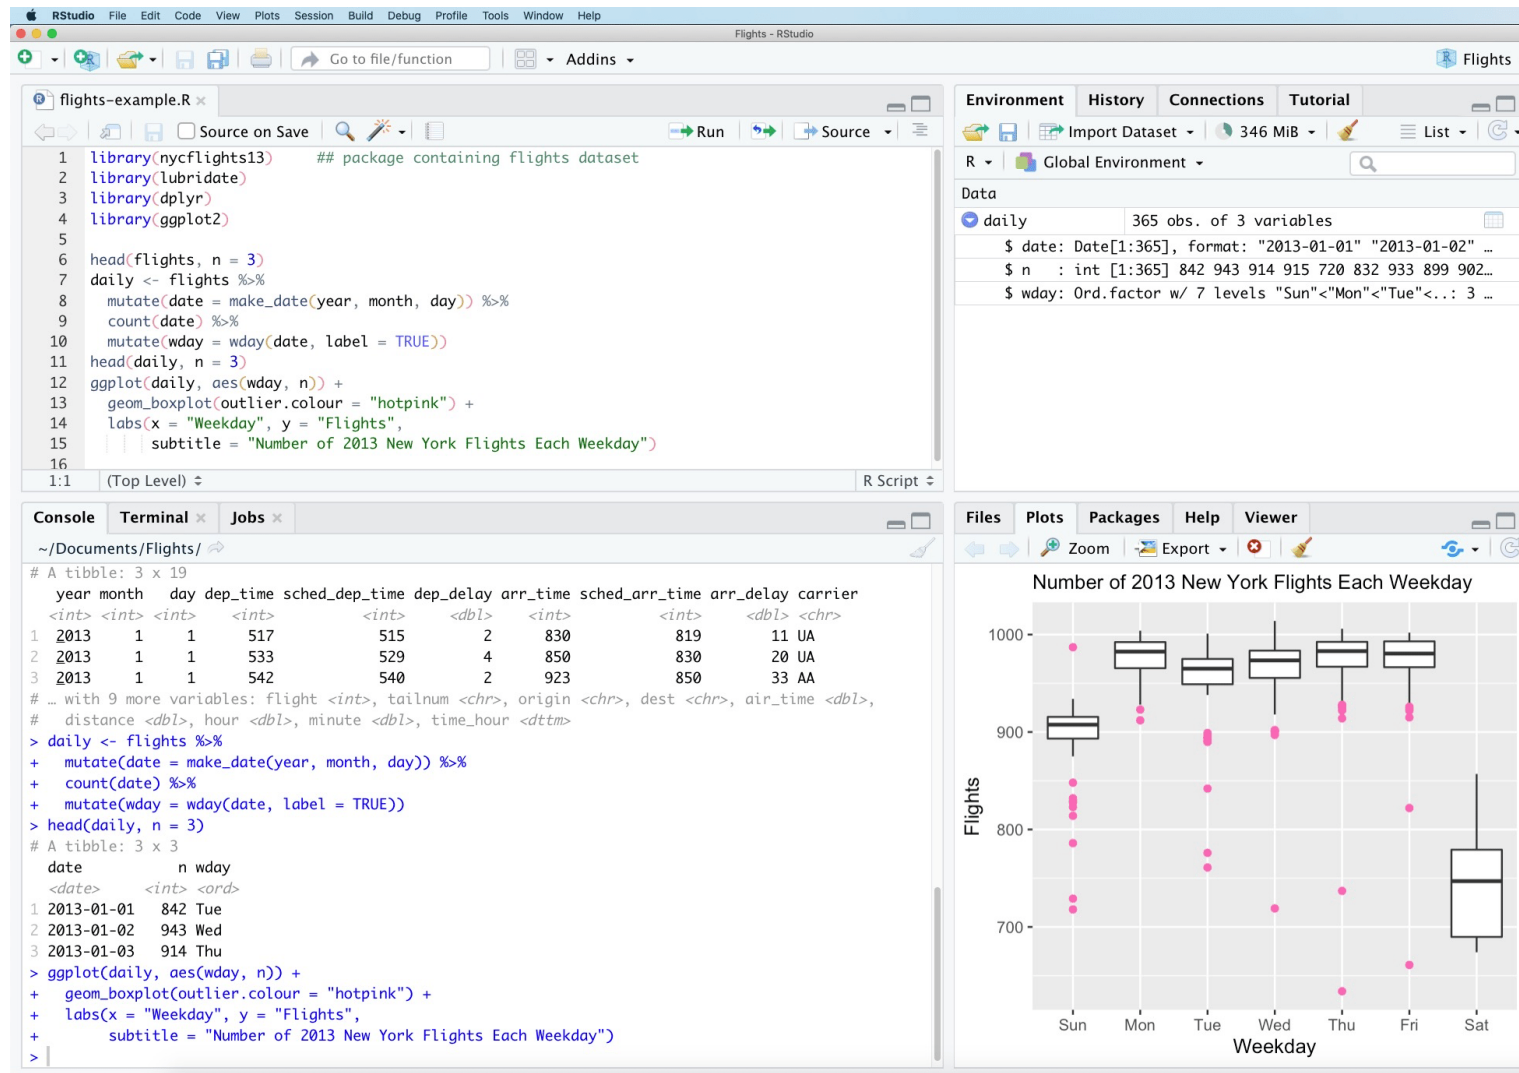 RStudio File Edit Code View Plots Session Build Debug Profile Tools Window Help
Flights - RStudio
Go to file/function Addins Flights
flights-example.R
Source on Save Run Source
1 library(nycflights13)     ## package containing flights dataset
2 library(lubridate)
3 library(dplyr)
4 library(ggplot2)
5
6 head(flights, n = 3)
7 daily <- flights %>%
8   mutate(date = make_date(year, month, day)) %>%
9   count(date) %>%
10   mutate(wday = wday(date, label = TRUE))
11 head(daily, n = 3)
12 ggplot(daily, aes(wday, n)) +
13   geom_boxplot(outlier.colour = "hotpink") +
14   labs(x = "Weekday", y = "Flights",
15        subtitle = "Number of 2013 New York Flights Each Weekday")
16
1:1 (Top Level) R Script
Environment History Connections Tutorial
Import Dataset 346 MiB List
R Global Environment
Data
daily 365 obs. of 3 variables
$ date: Date[1:365], format: "2013-01-01" "2013-01-02" …
$ n   : int [1:365] 842 943 914 915 720 832 933 899 902…
$ wday: Ord.factor w/ 7 levels "Sun"<"Mon"<"Tue"<..: 3 …
Console Terminal Jobs
~/Documents/Flights/
# A tibble: 3 x 19
year month day dep_time sched_dep_time dep_delay arr_time sched_arr_time arr_delay carrier
<int> <int> <int> <int> <int> <dbl> <int> <int> <dbl> <chr>
1 2013 1 1 517 515 2 830 819 11 UA
2 2013 1 1 533 529 4 850 830 20 UA
3 2013 1 1 542 540 2 923 850 33 AA
# … with 9 more variables: flight <int>, tailnum <chr>, origin <chr>, dest <chr>, air_time <dbl>,
#   distance <dbl>, hour <dbl>, minute <dbl>, time_hour <dttm>
> daily <- flights %>%
+   mutate(date = make_date(year, month, day)) %>%
+   count(date) %>%
+   mutate(wday = wday(date, label = TRUE))
> head(daily, n = 3)
# A tibble: 3 x 3
date n wday
<date> <int> <ord>
1 2013-01-01 842 Tue
2 2013-01-02 943 Wed
3 2013-01-03 914 Thu
> ggplot(daily, aes(wday, n)) +
+   geom_boxplot(outlier.colour = "hotpink") +
+   labs(x = "Weekday", y = "Flights",
+        subtitle = "Number of 2013 New York Flights Each Weekday")
>
Files Plots Packages Help Viewer
Zoom Export
Number of 2013 New York Flights Each Weekday
1000
900
800
700
Flights
Sun Mon Tue Wed Thu Fri Sat
Weekday